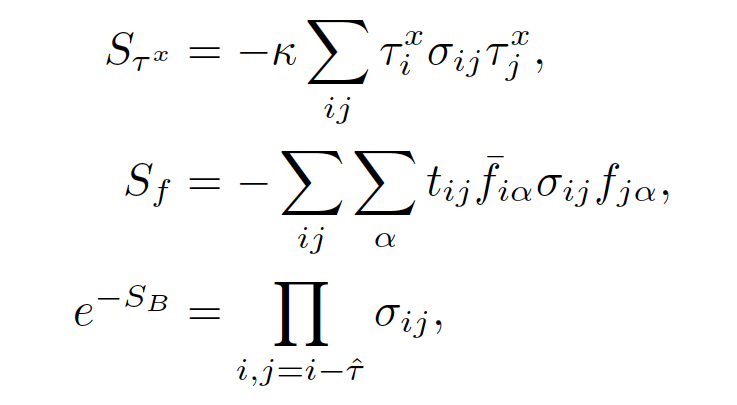 $S_{\tau^x} = -\kappa \sum_{ij} \tau_i^x \sigma_{ij} \tau_j^x,$
$S_f = -\sum_{ij} \sum_{\alpha} t_{ij} \bar{f}_{i\alpha} \sigma_{ij} f_{j\alpha},$
$e^{-S_B} = \prod_{i,j=i-\hat{\tau}} \sigma_{ij},$